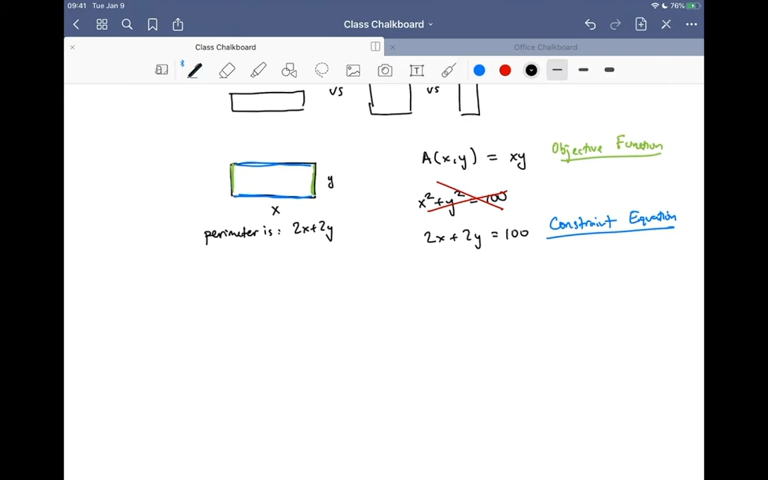 09:41 Tue Jan 9
76%
Class Chalkboard
Class Chalkboard
Office Chalkboard
T
vs
vs
A(x,y) = xy
Objective Function
y
x² + y² = 100
x
Constraint Equation
perimeter is: 2x+2y
2x + 2y = 100